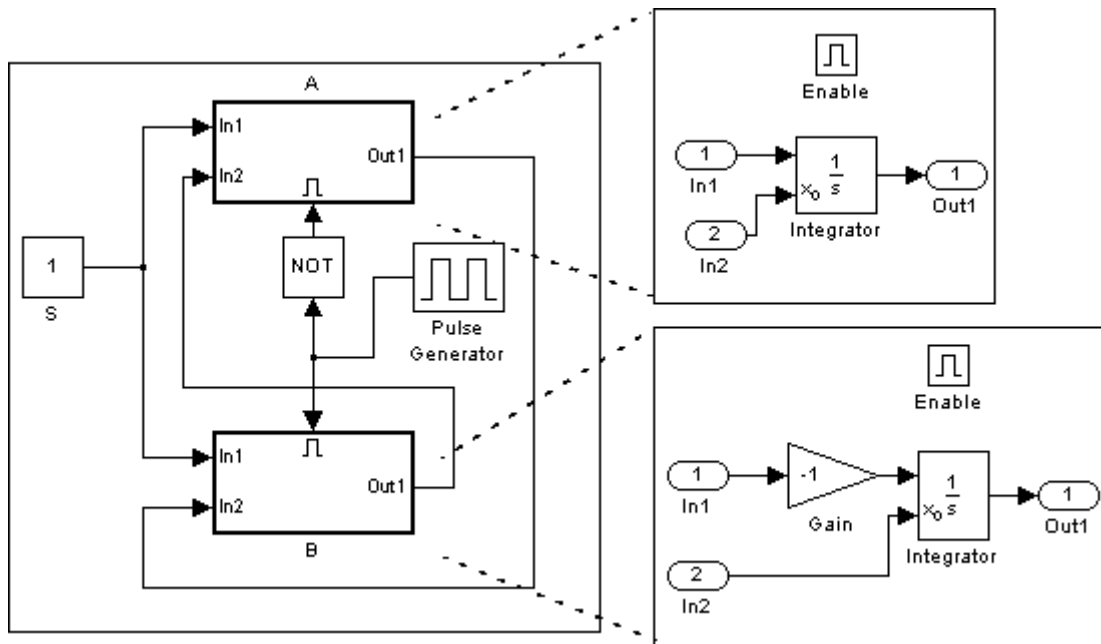 A
In1
In2
Out1
NOT
1
S
Pulse
Generator
In1
In2
Out1
B
Enable
1
In1
2
In2
1
s
x0
Integrator
1
Out1
Enable
1
In1
-1
Gain
2
In2
1
s
x0
Integrator
1
Out1